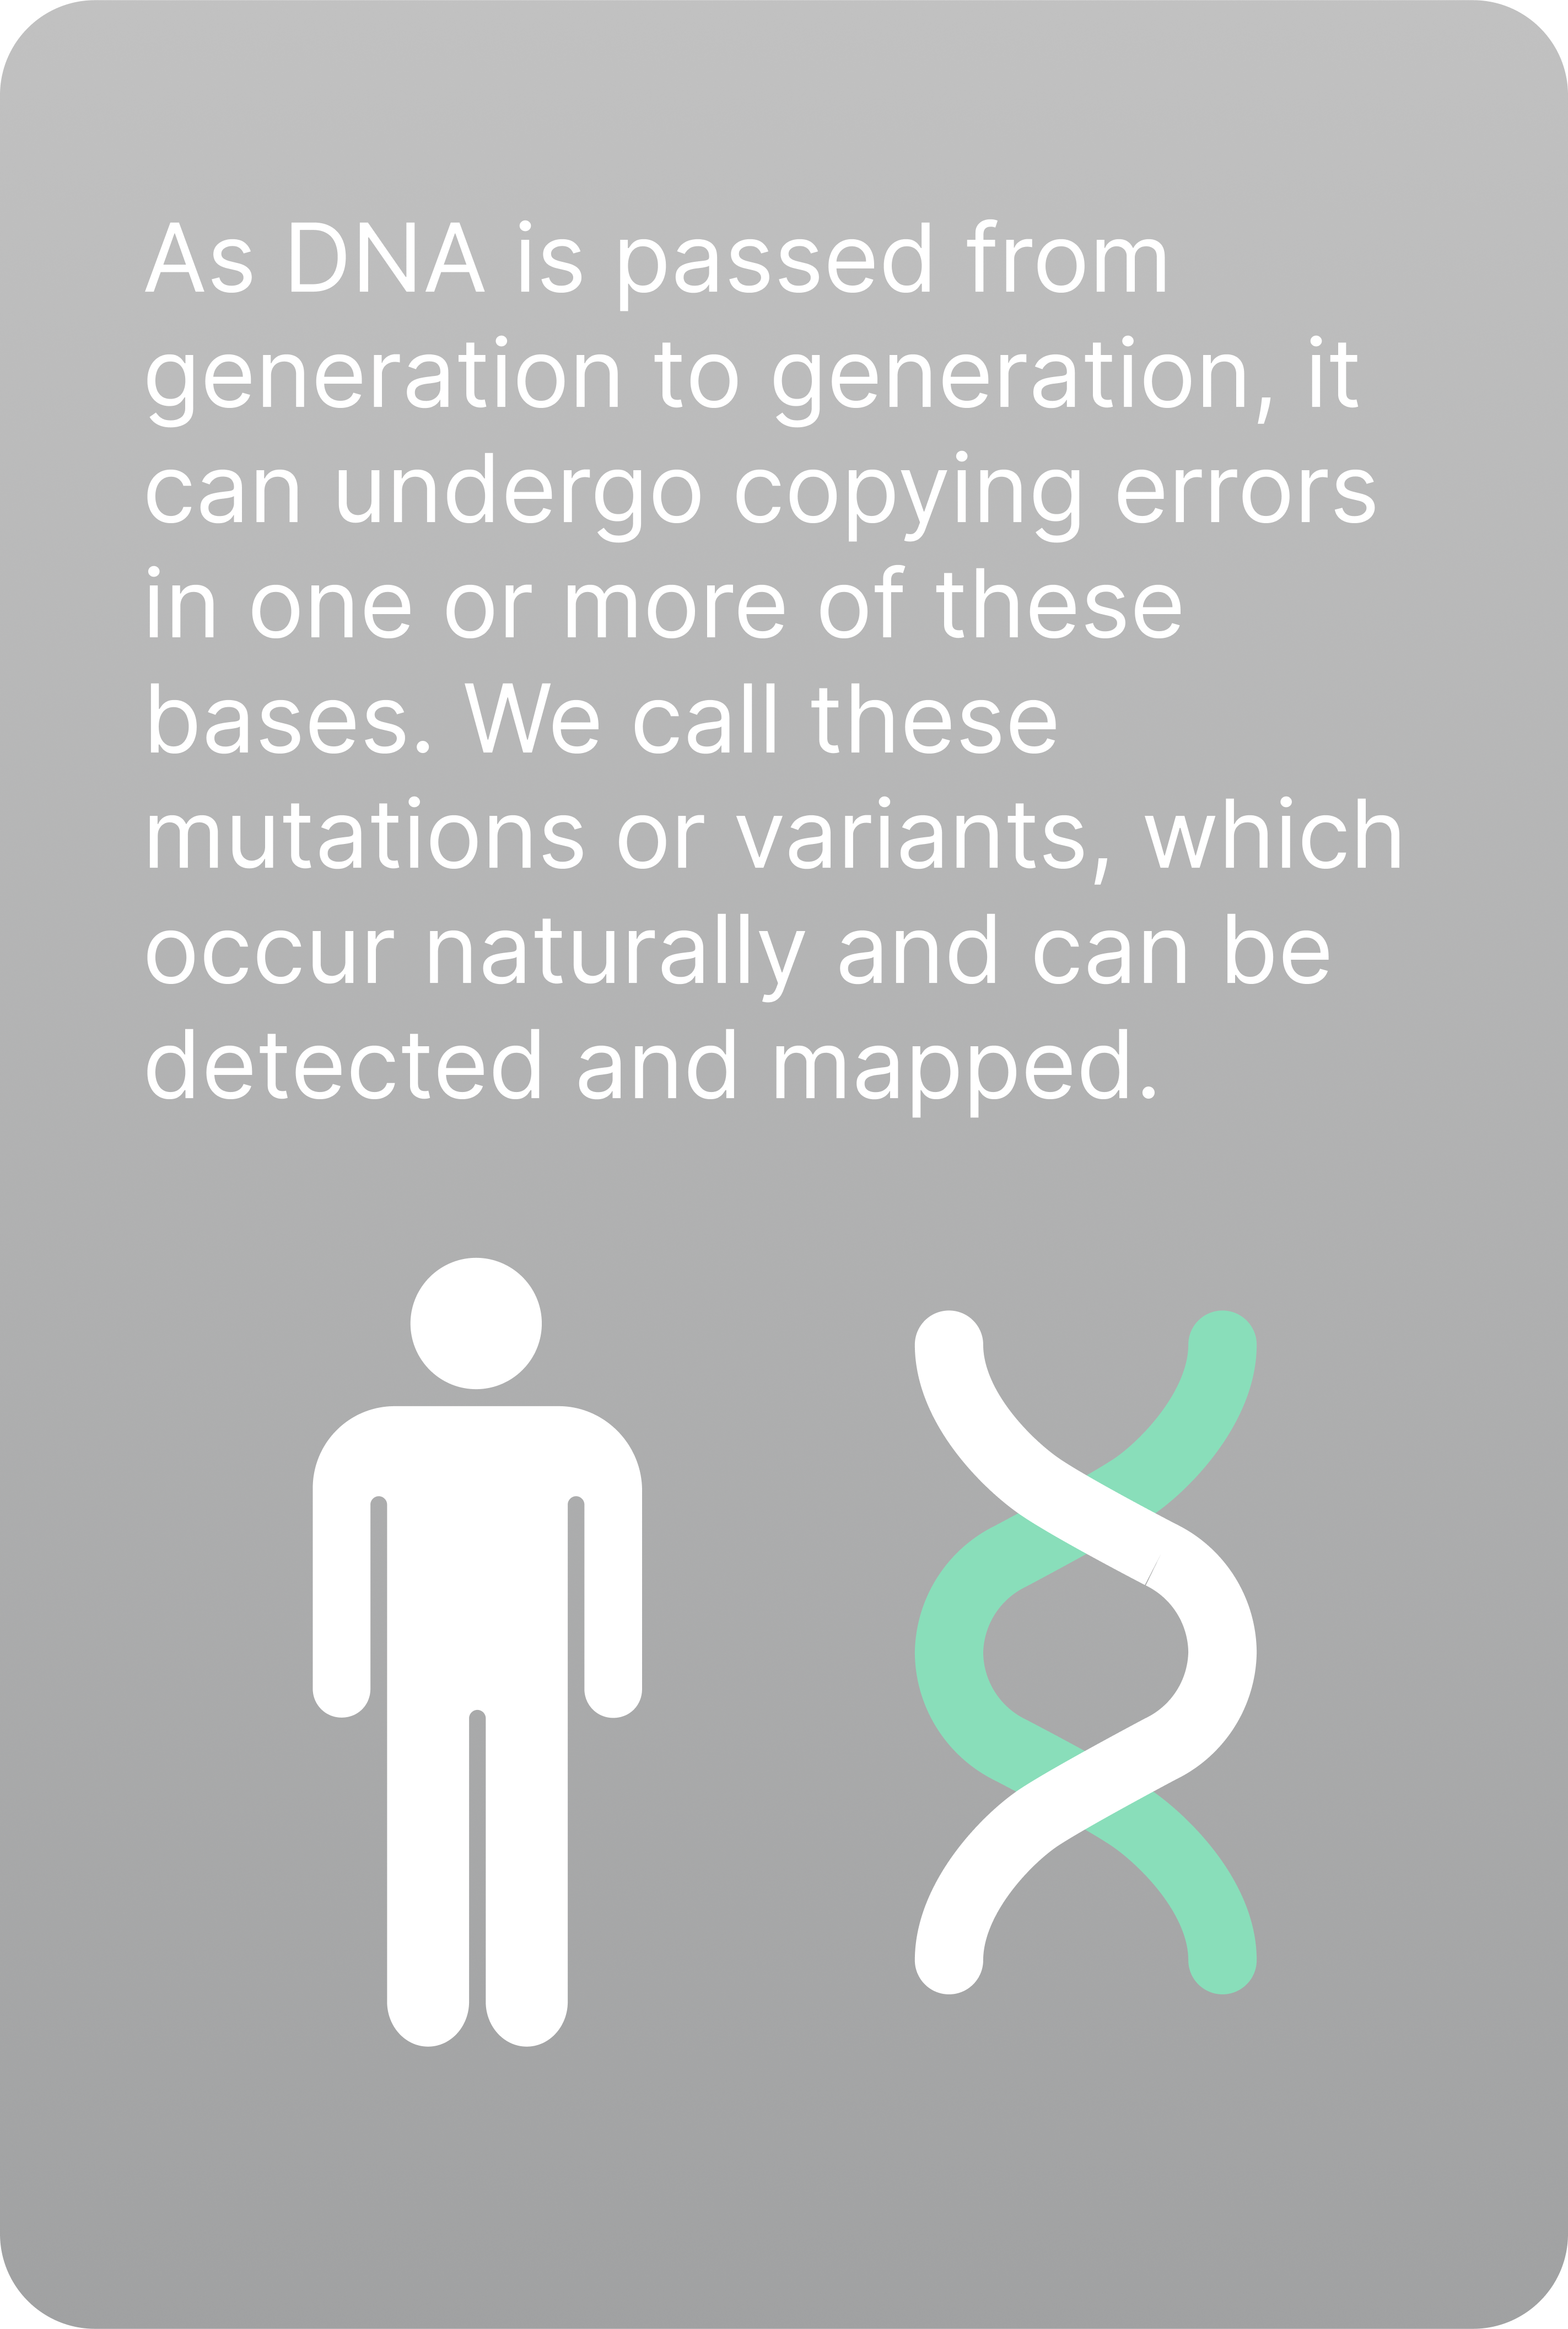 As DNA is passed from
generation to generation, it
can undergo copying errors
in one or more of these
bases. We call these
mutations or variants, which
occur naturally and can be
detected and mapped.